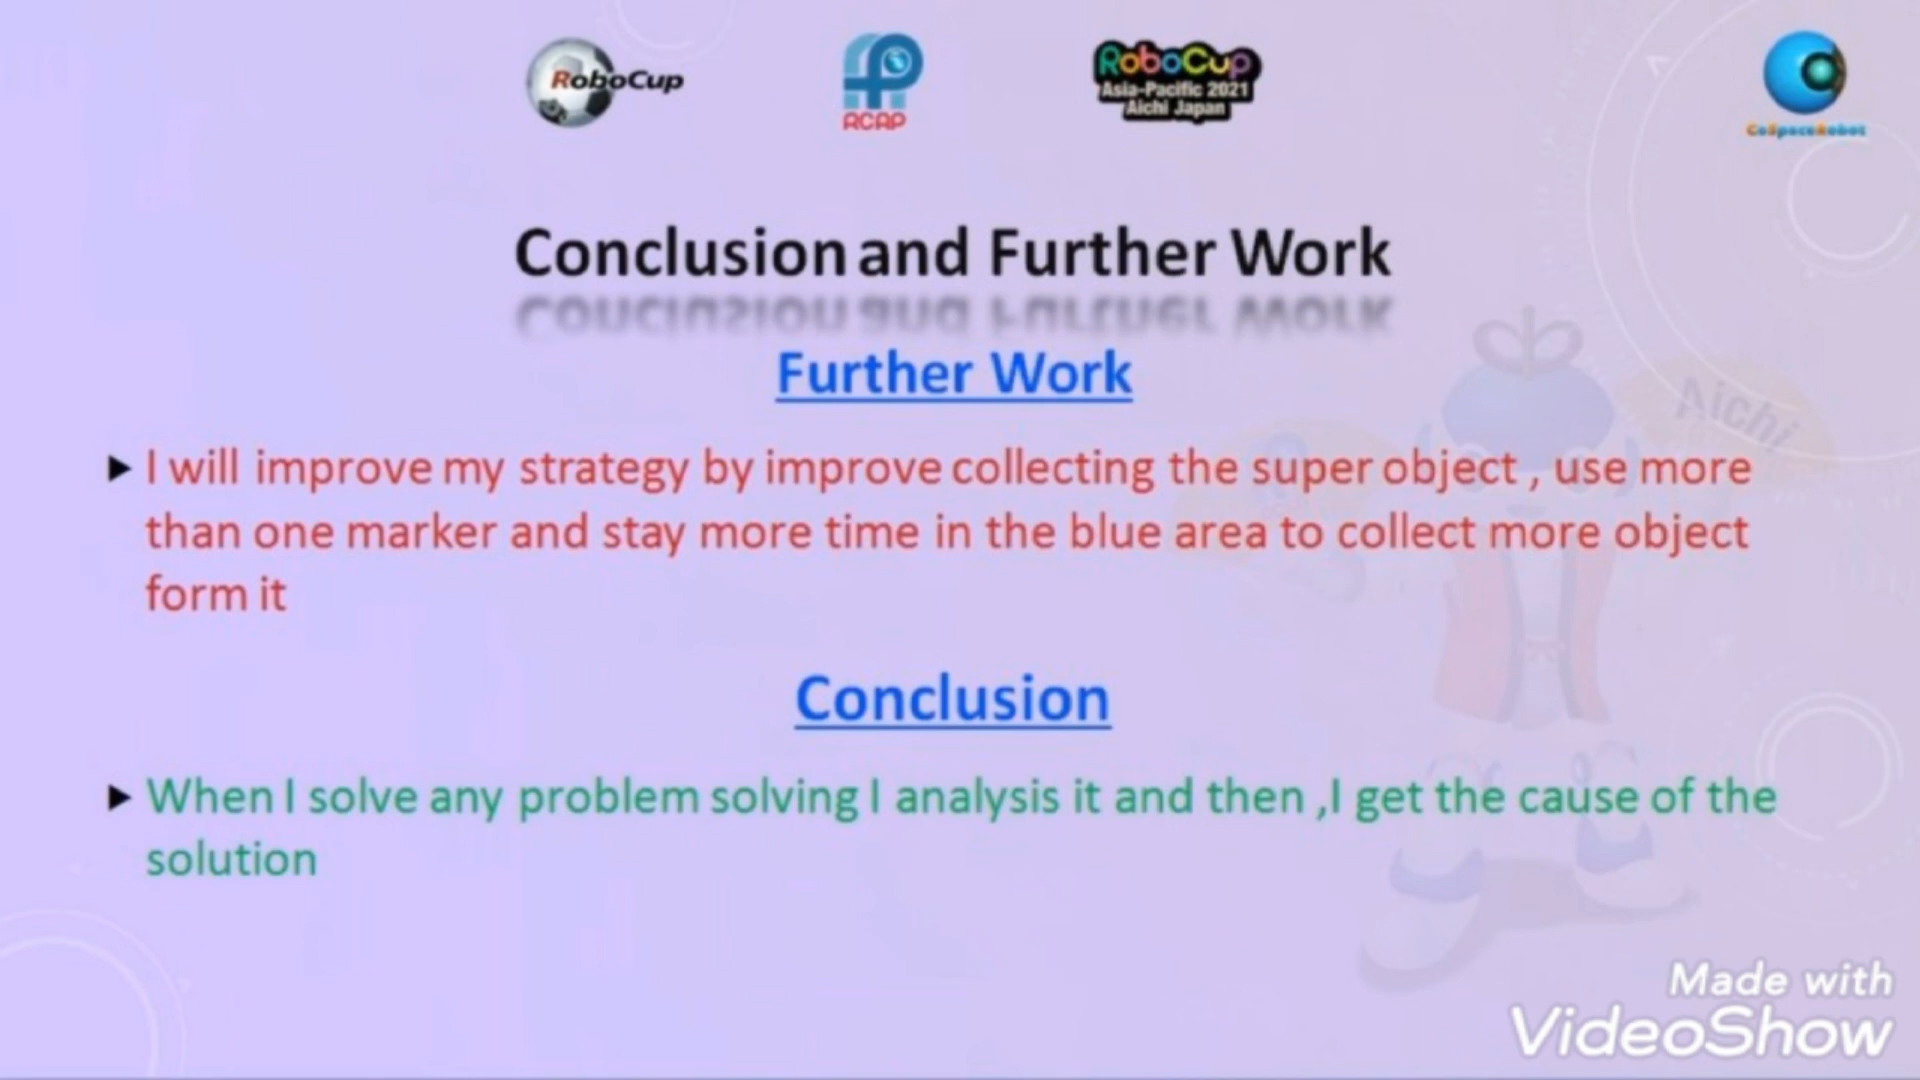 RoboCup
RCAP
RoboCup
Asia-Pacific 2021
Aichi Japan
CoSpaceRobot
Conclusion and Further Work
Further Work
I will improve my strategy by improve collecting the super object , use more
than one marker and stay more time in the blue area to collect more object
form it
Aichi
Conclusion
When I solve any problem solving I analysis it and then ,I get the cause of the
solution
Made with
VideoShow